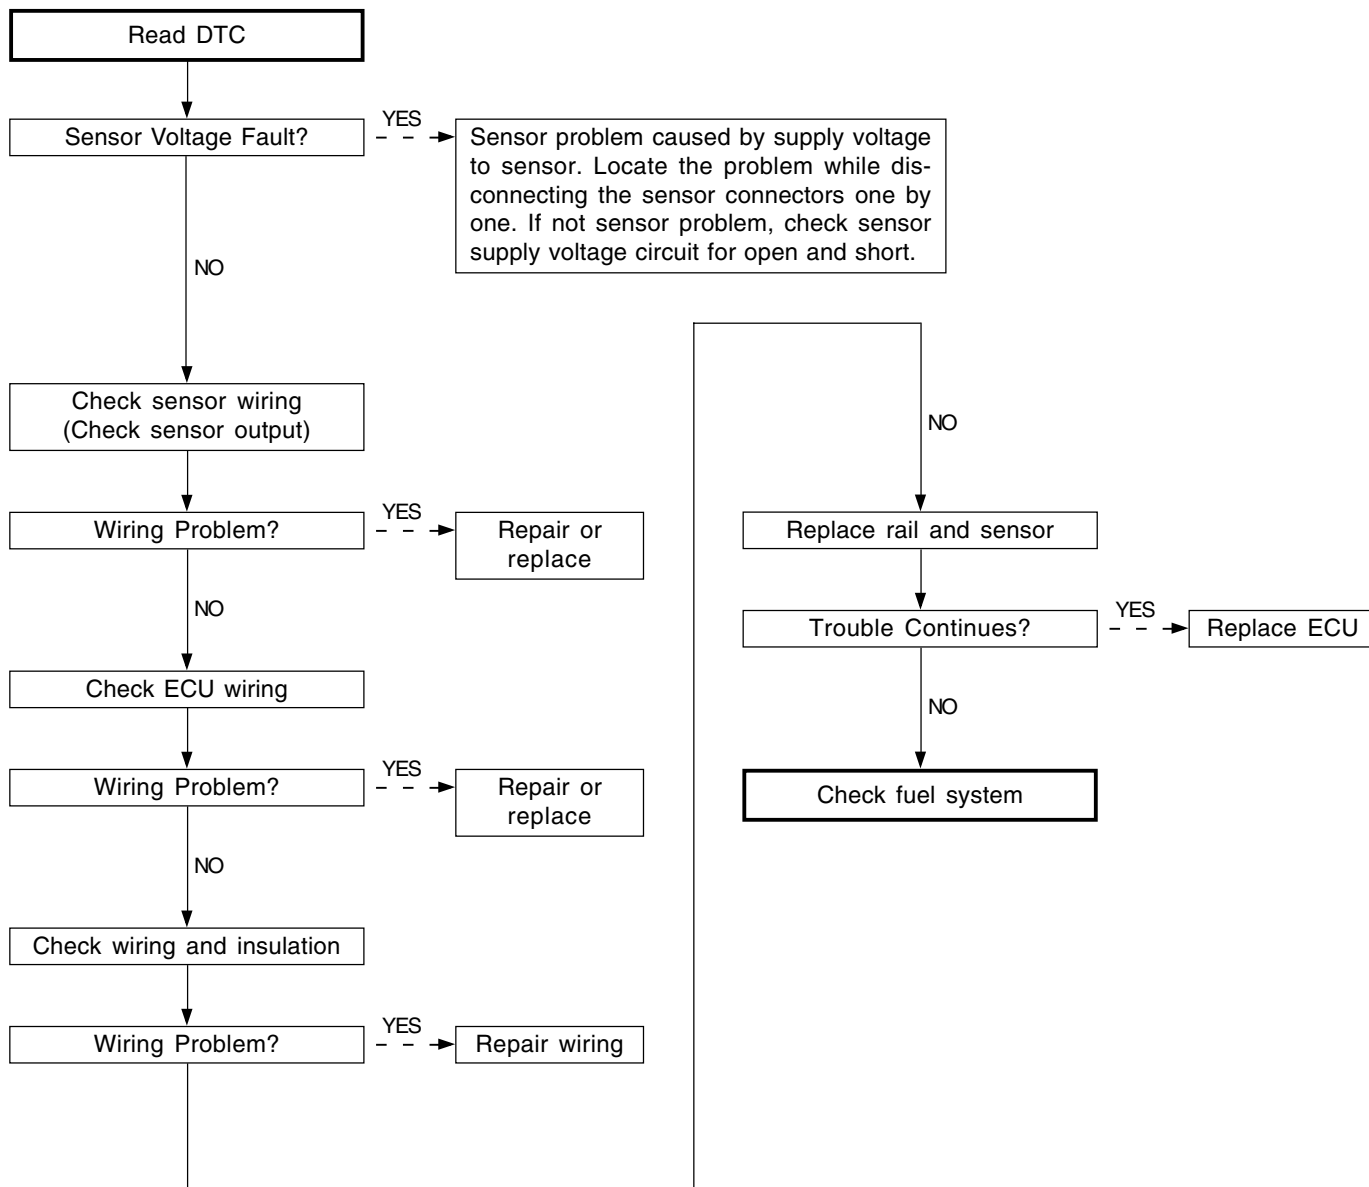 Read DTC
Sensor Voltage Fault?
YES
Sensor problem caused by supply voltage
to sensor. Locate the problem while dis-
connecting the sensor connectors one by
one. If not sensor problem, check sensor
supply voltage circuit for open and short.
NO
Check sensor wiring
(Check sensor output)
Wiring Problem?
YES
Repair or
replace
NO
Check ECU wiring
Wiring Problem?
YES
Repair or
replace
NO
Check wiring and insulation
Wiring Problem?
YES
Repair wiring
NO
Replace rail and sensor
Trouble Continues?
YES
Replace ECU
NO
Check fuel system